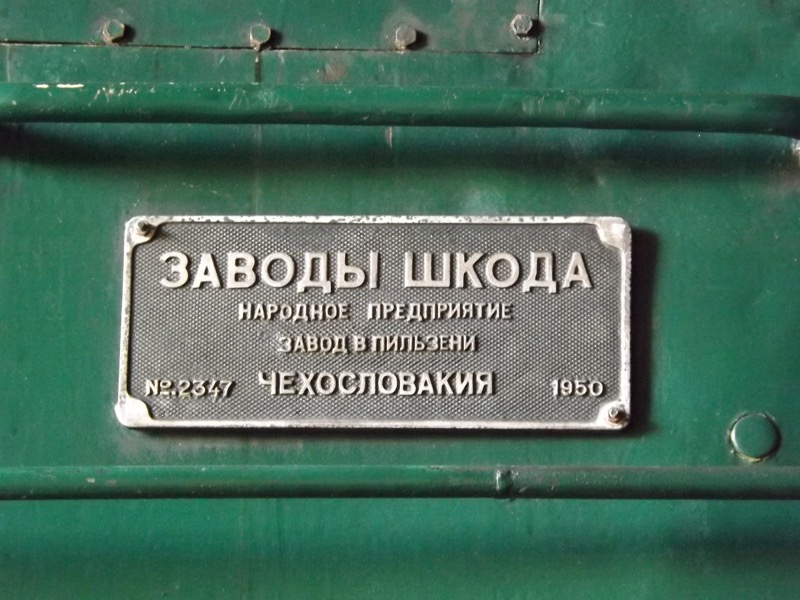 ЗАВОДЫ ШКОДА
НАРОДНОЕ ПРЕДПРИЯТИЕ
ЗАВОД В ПИЛЬЗЕНИ
№.2347 ЧЕХОСЛОВАКИЯ 1950